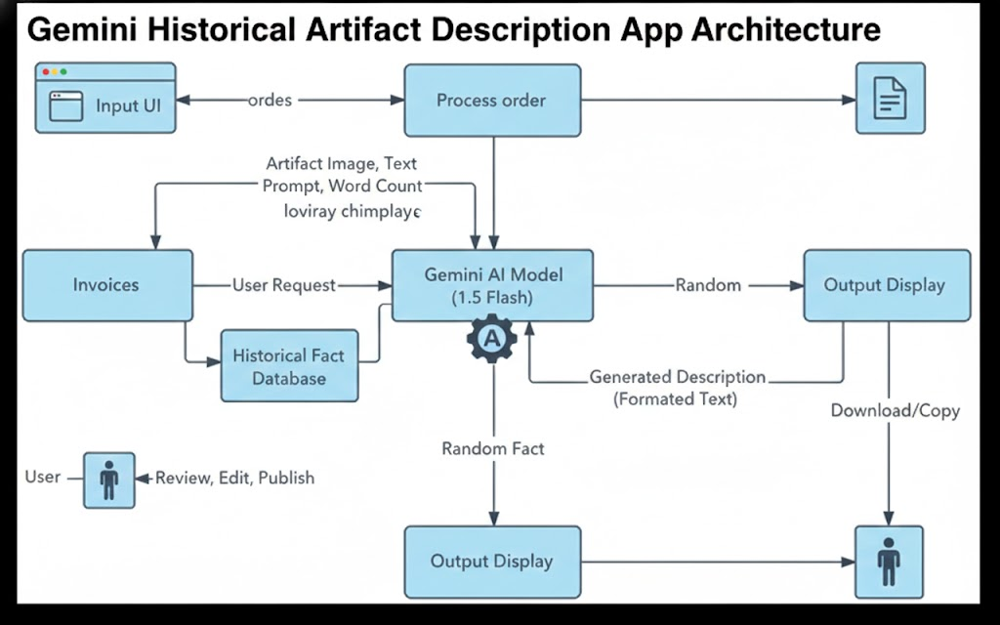 Gemini Historical Artifact Description App Architecture
Input UI
ordes
Process order
Artifact Image, Text
Prompt, Word Count
loviray chimplaye
Invoices
User Request
Gemini AI Model
(1.5 Flash)
Random
Output Display
Historical Fact
Database
A
Generated Description
(Formated Text)
Download/Copy
Random Fact
User
Review, Edit, Publish
Output Display